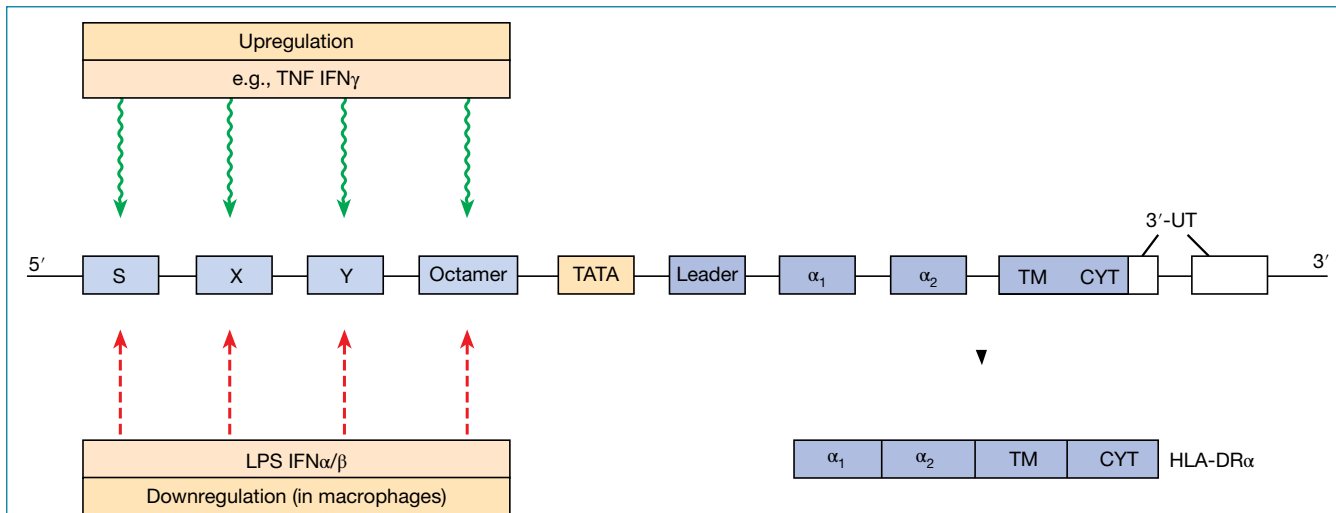 Upregulation
e.g., TNF IFNγ
3′-UT
5′ S X Y Octamer TATA Leader α₁ α₂ TM CYT 3′
LPS IFNα/β
Downregulation (in macrophages)
α₁ α₂ TM CYT HLA-DRα